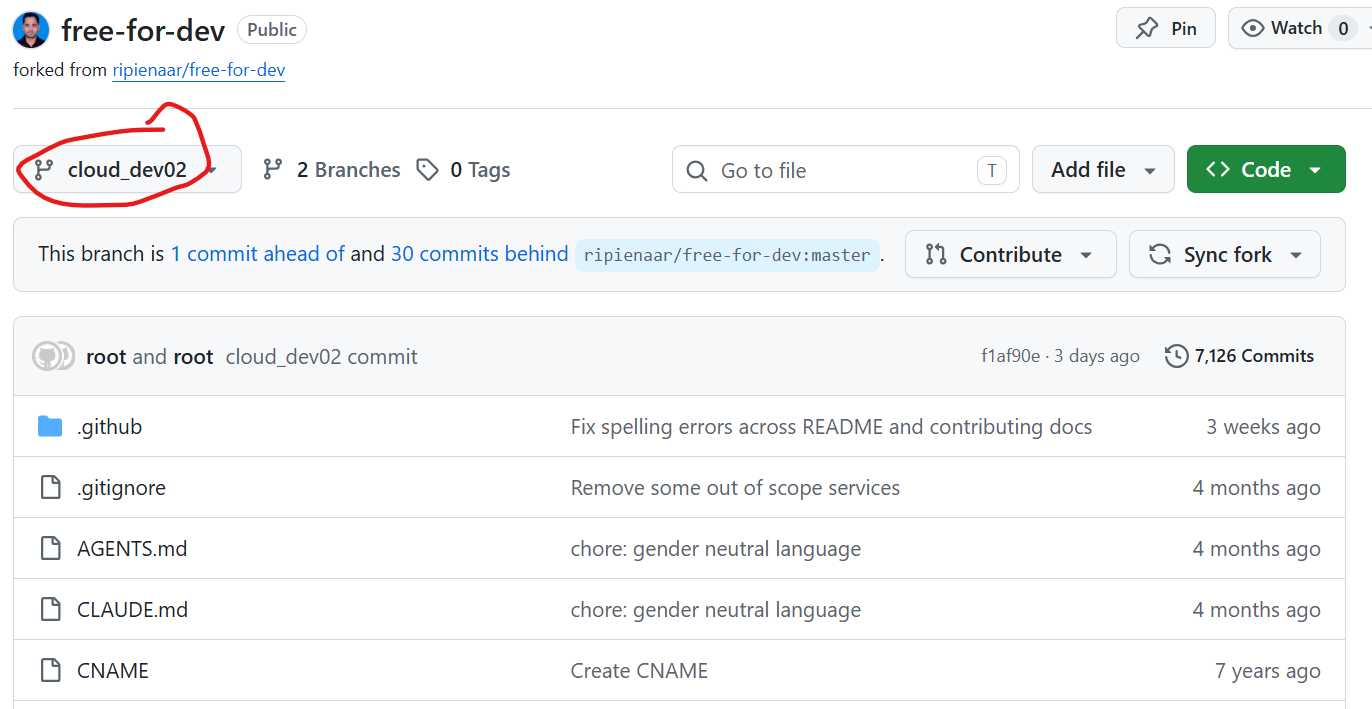 free-for-dev Public Pin Watch 0
forked from ripienaar/free-for-dev
cloud_dev02 2 Branches 0 Tags Go to file T Add file Code
This branch is 1 commit ahead of and 30 commits behind ripienaar/free-for-dev:master . Contribute Sync fork
root and root cloud_dev02 commit f1af90e · 3 days ago 7,126 Commits
.github Fix spelling errors across README and contributing docs 3 weeks ago
.gitignore Remove some out of scope services 4 months ago
AGENTS.md chore: gender neutral language 4 months ago
CLAUDE.md chore: gender neutral language 4 months ago
CNAME Create CNAME 7 years ago